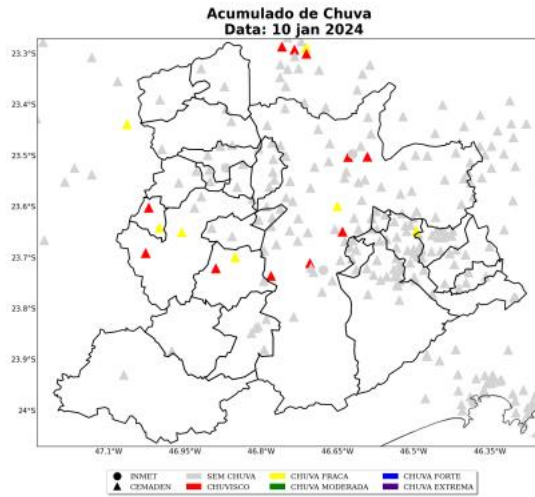 Acumulado de Chuva
Data: 10 jan 2024
23.3°S
23.4°S
23.5°S
23.6°S
23.7°S
23.8°S
23.9°S
24°S
47.1°W 46.95°W 46.8°W 46.65°W 46.5°W 46.35°W
INMET SEM CHUVA CHUVA FRACA CHUVA FORTE
CEMADEN CHUVISCO CHUVA MODERADA CHUVA EXTREMA